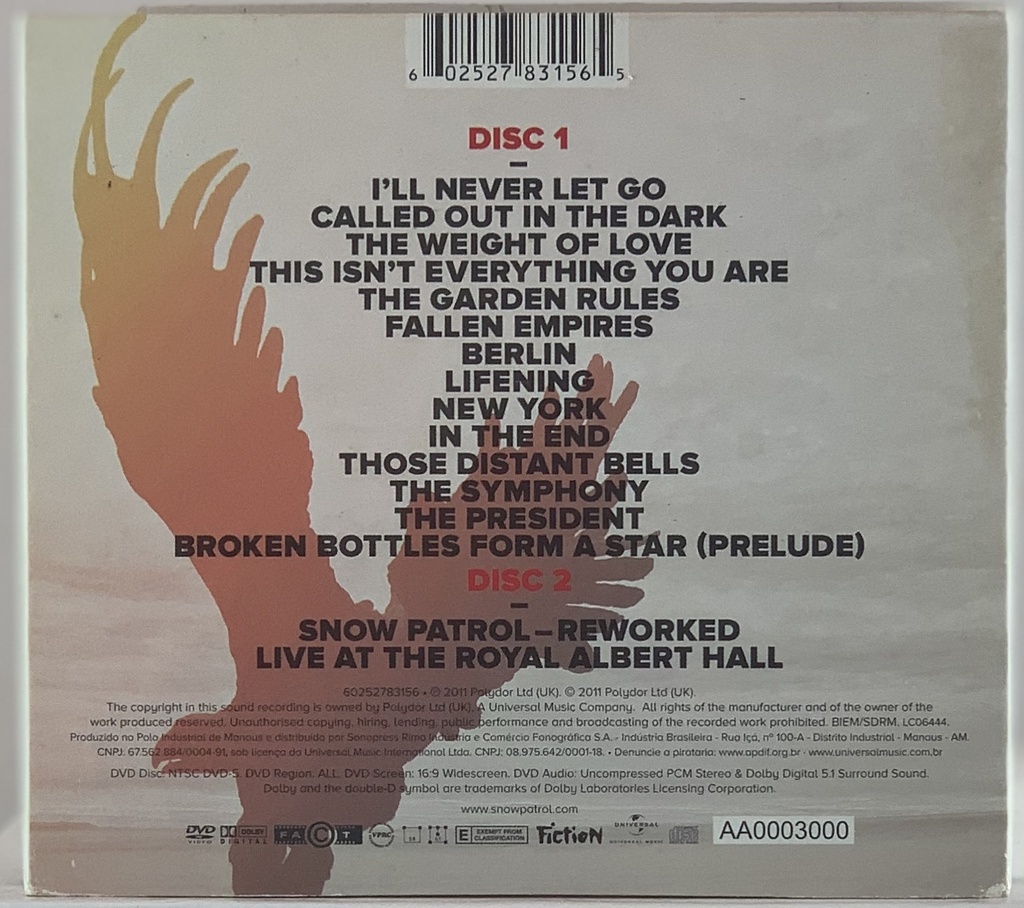 6 02527 83156 5
DISC 1
–
I'LL NEVER LET GO
CALLED OUT IN THE DARK
THE WEIGHT OF LOVE
THIS ISN'T EVERYTHING YOU ARE
THE GARDEN RULES
FALLEN EMPIRES
BERLIN
LIFENING
NEW YORK
IN THE END
THOSE DISTANT BELLS
THE SYMPHONY
THE PRESIDENT
BROKEN BOTTLES FORM A STAR (PRELUDE)
DISC 2
–
SNOW PATROL–REWORKED
LIVE AT THE ROYAL ALBERT HALL
60252783156 • ℗ 2011 Polydor Ltd (UK). © 2011 Polydor Ltd (UK).
The copyright in this sound recording is owned by Polydor Ltd (UK). A Universal Music Company. All rights of the manufacturer and of the owner of the
work produced reserved. Unauthorised copying, hiring, lending, public performance and broadcasting of the recorded work prohibited. BIEM/SDRM. LC06444.
Produzido no Polo Industrial de Manaus e distribuído por Sonopress Rimo Indústria e Comércio Fonográfica S.A. - Indústria Brasileira - Rua Içá, nº 100-A - Distrito Industrial - Manaus - AM.
CNPJ: 67.562.884/0004-91, sob licença da Universal Music International Ltda. CNPJ: 08.975.642/0001-18. • Denuncie a pirataria: www.apdif.org.br · www.universalmusic.com.br
DVD Disc: NTSC DVD-5. DVD Region: ALL. DVD Screen: 16:9 Widescreen. DVD Audio: Uncompressed PCM Stereo & Dolby Digital 5.1 Surround Sound.
Dolby and the double-D symbol are trademarks of Dolby Laboratories Licensing Corporation.
www.snowpatrol.com
DVD VIDEO DOLBY DIGITAL FACT VPRC E EXEMPT FROM CLASSIFICATION Fiction UNIVERSAL UNIVERSAL MUSIC disc AA0003000